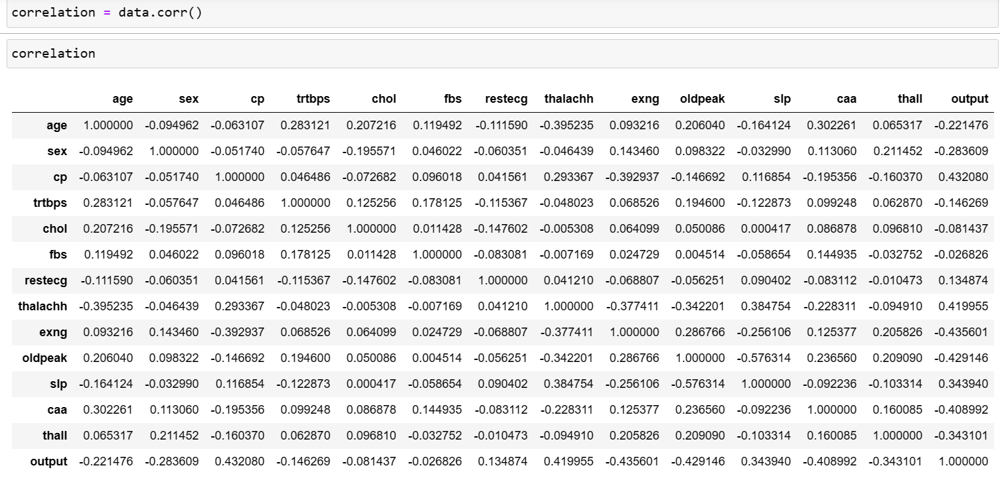 correlation = data.corr()
correlation
age sex cp trtbps chol fbs restecg thalachh exng oldpeak slp caa thall output
age 1.000000 -0.094962 -0.063107 0.283121 0.207216 0.119492 -0.111590 -0.395235 0.093216 0.206040 -0.164124 0.302261 0.065317 -0.221476
sex -0.094962 1.000000 -0.051740 -0.057647 -0.195571 0.046022 -0.060351 -0.046439 0.143460 0.098322 -0.032990 0.113060 0.211452 -0.283609
cp -0.063107 -0.051740 1.000000 0.046486 -0.072682 0.096018 0.041561 0.293367 -0.392937 -0.146692 0.116854 -0.195356 -0.160370 0.432080
trtbps 0.283121 -0.057647 0.046486 1.000000 0.125256 0.178125 -0.115367 -0.048023 0.068526 0.194600 -0.122873 0.099248 0.062870 -0.146269
chol 0.207216 -0.195571 -0.072682 0.125256 1.000000 0.011428 -0.147602 -0.005308 0.064099 0.050086 0.000417 0.086878 0.096810 -0.081437
fbs 0.119492 0.046022 0.096018 0.178125 0.011428 1.000000 -0.083081 -0.007169 0.024729 0.004514 -0.058654 0.144935 -0.032752 -0.026826
restecg -0.111590 -0.060351 0.041561 -0.115367 -0.147602 -0.083081 1.000000 0.041210 -0.068807 -0.056251 0.090402 -0.083112 -0.010473 0.134874
thalachh -0.395235 -0.046439 0.293367 -0.048023 -0.005308 -0.007169 0.041210 1.000000 -0.377411 -0.342201 0.384754 -0.228311 -0.094910 0.419955
exng 0.093216 0.143460 -0.392937 0.068526 0.064099 0.024729 -0.068807 -0.377411 1.000000 0.286766 -0.256106 0.125377 0.205826 -0.435601
oldpeak 0.206040 0.098322 -0.146692 0.194600 0.050086 0.004514 -0.056251 -0.342201 0.286766 1.000000 -0.576314 0.236560 0.209090 -0.429146
slp -0.164124 -0.032990 0.116854 -0.122873 0.000417 -0.058654 0.090402 0.384754 -0.256106 -0.576314 1.000000 -0.092236 -0.103314 0.343940
caa 0.302261 0.113060 -0.195356 0.099248 0.086878 0.144935 -0.083112 -0.228311 0.125377 0.236560 -0.092236 1.000000 0.160085 -0.408992
thall 0.065317 0.211452 -0.160370 0.062870 0.096810 -0.032752 -0.010473 -0.094910 0.205826 0.209090 -0.103314 0.160085 1.000000 -0.343101
output -0.221476 -0.283609 0.432080 -0.146269 -0.081437 -0.026826 0.134874 0.419955 -0.435601 -0.429146 0.343940 -0.408992 -0.343101 1.000000